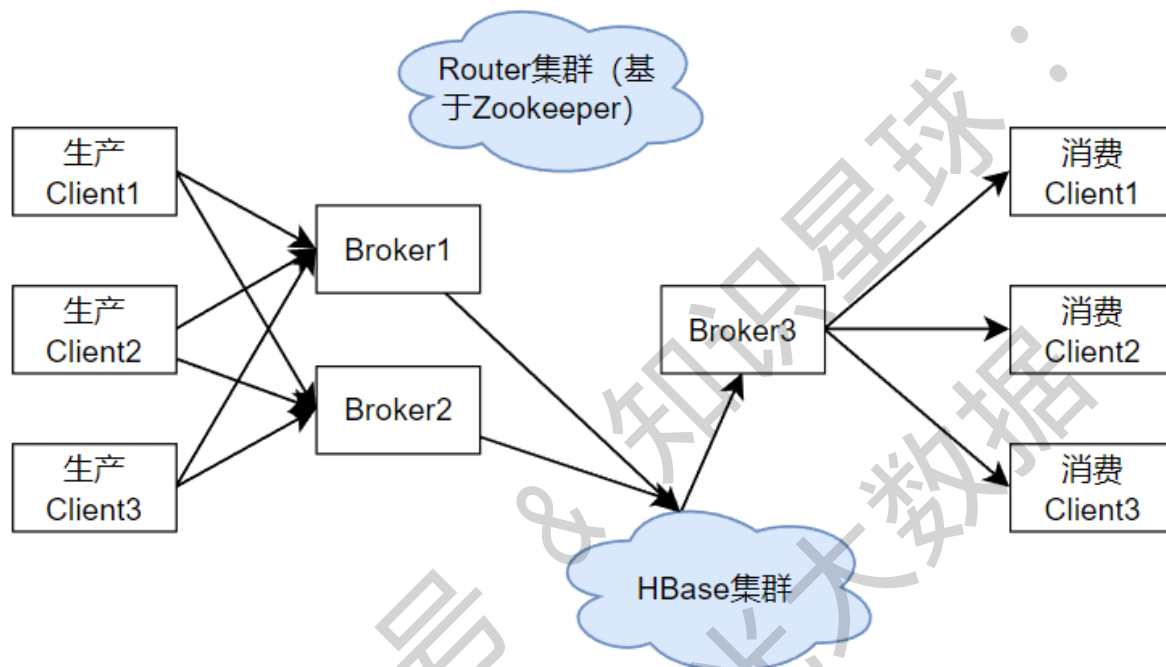 Router集群（基
于Zookeeper）
生产
Client1
消费
Client1
Broker1
生产
Client2
Broker3
消费
Client2
Broker2
生产
Client3
消费
Client3
HBase集群
号 & 知识星球：
大数据